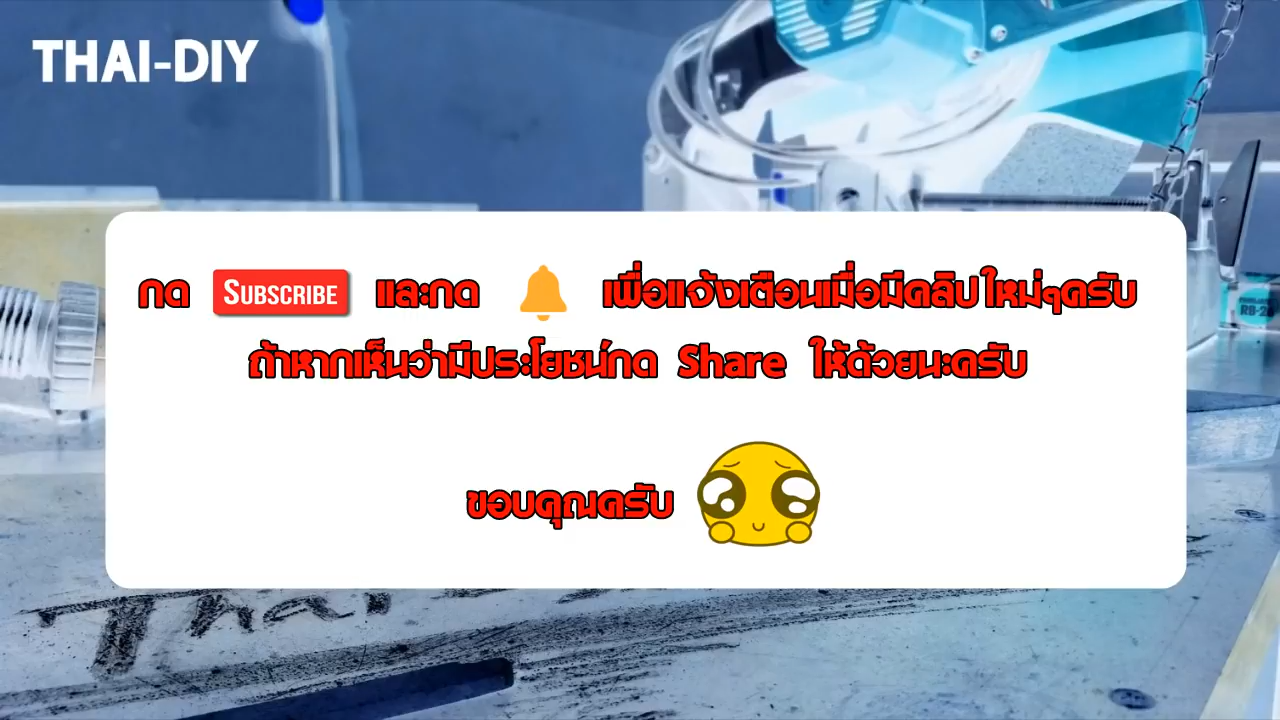 THAI-DIY
กด SUBSCRIBE และกด เพื่อแจ้งเตือนเมื่อมีคลิปใหม่ๆครับ
ถ้าหากเห็นว่ามีประโยชน์กด Share ให้ด้วยนะครับ
ขอบคุณครับ
Thai